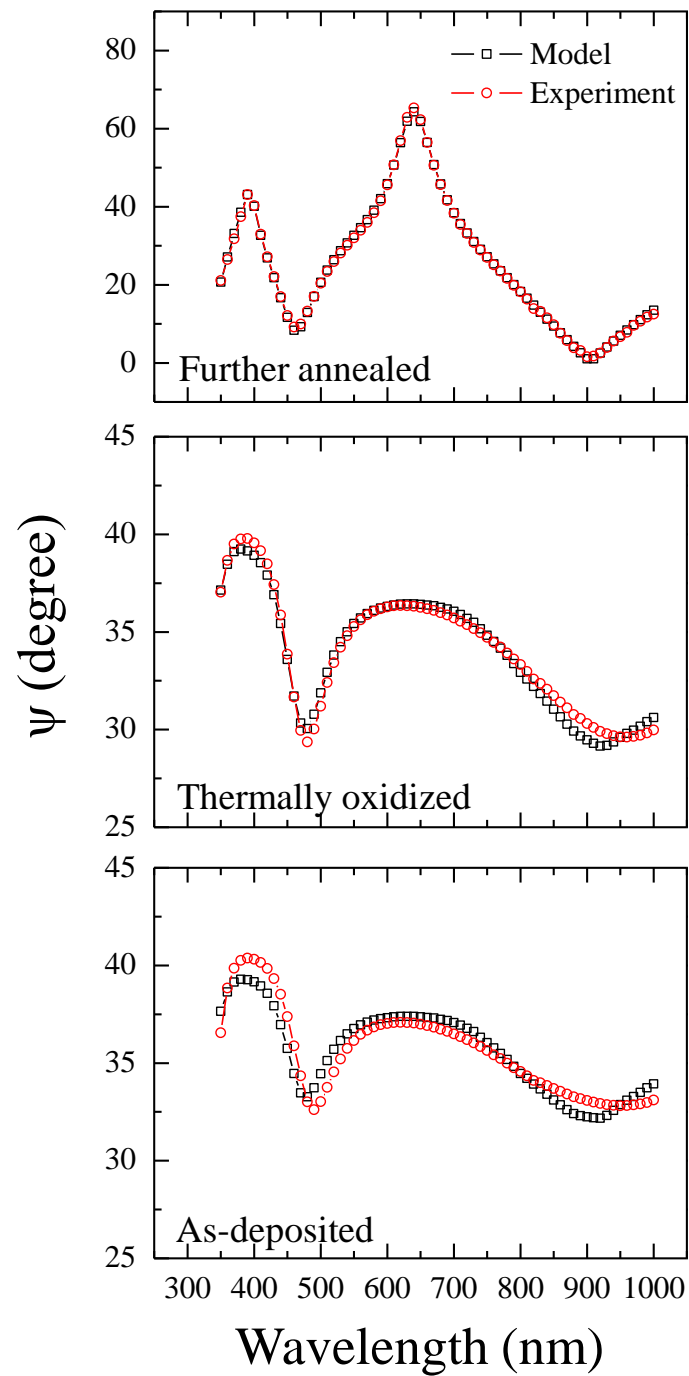 80
60
40
20
0
Model
Experiment
Further annealed
45
40
35
30
25
Thermally oxidized
ψ (degree)
45
40
35
30
25
As-deposited
300 400 500 600 700 800 900 1000
Wavelength (nm)